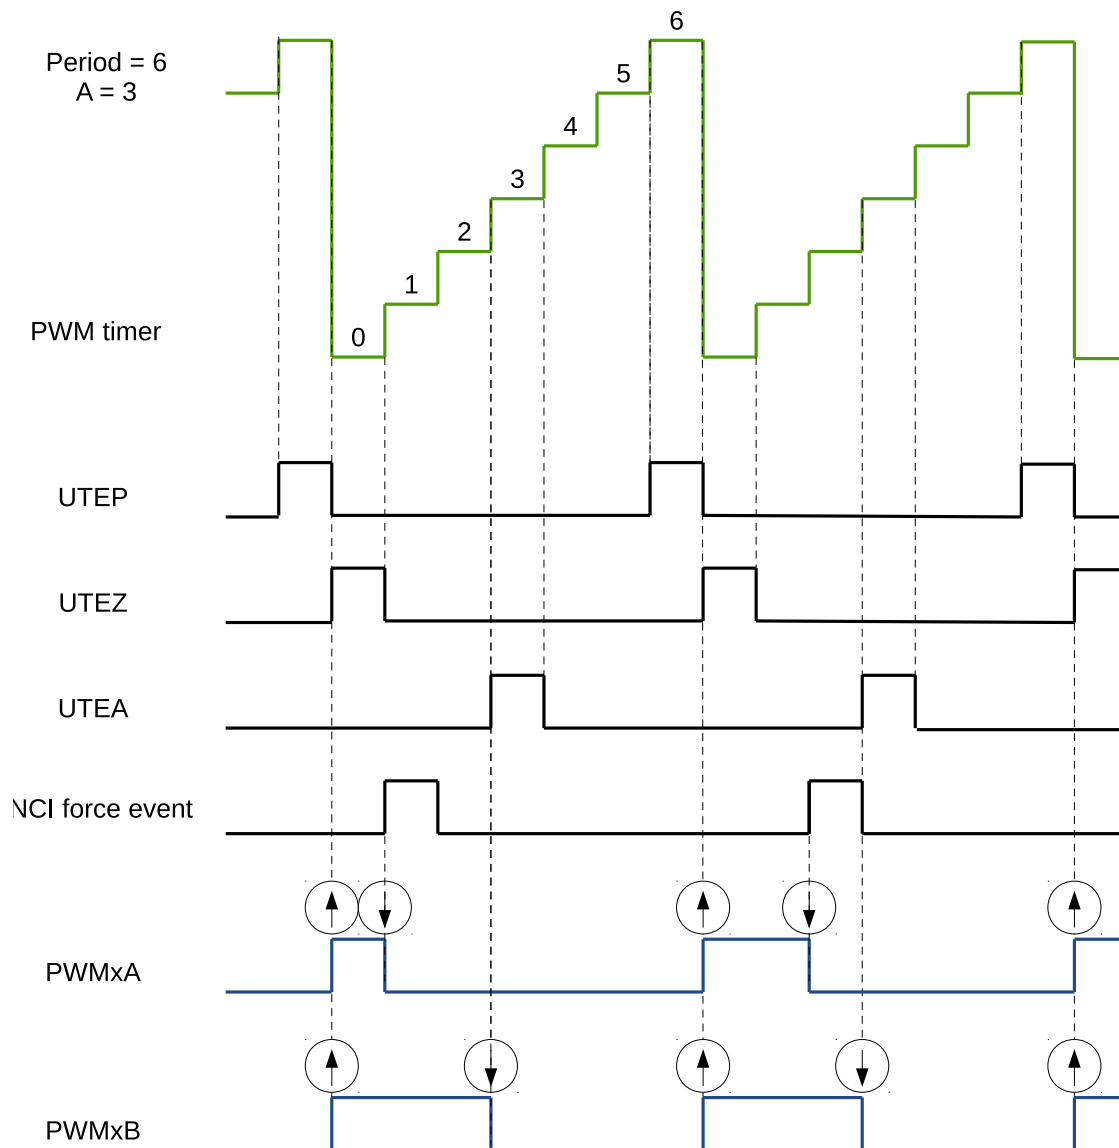 6
Period = 6
A = 3
5
4
3
2
1
0
PWM timer
UTEP
UTEZ
UTEA
NCI force event
PWMxA
PWMxB